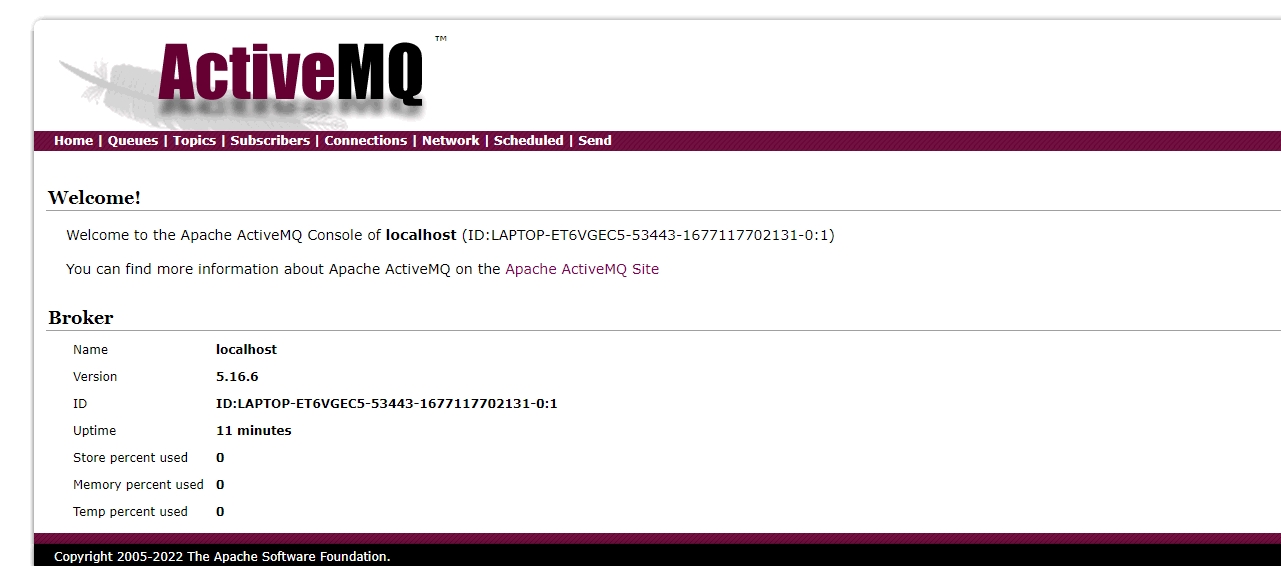 ActiveMQ ™
Home | Queues | Topics | Subscribers | Connections | Network | Scheduled | Send
Welcome!
Welcome to the Apache ActiveMQ Console of localhost (ID:LAPTOP-ET6VGEC5-53443-1677117702131-0:1)
You can find more information about Apache ActiveMQ on the Apache ActiveMQ Site
Broker
Name localhost
Version 5.16.6
ID ID:LAPTOP-ET6VGEC5-53443-1677117702131-0:1
Uptime 11 minutes
Store percent used 0
Memory percent used 0
Temp percent used 0
Copyright 2005-2022 The Apache Software Foundation.